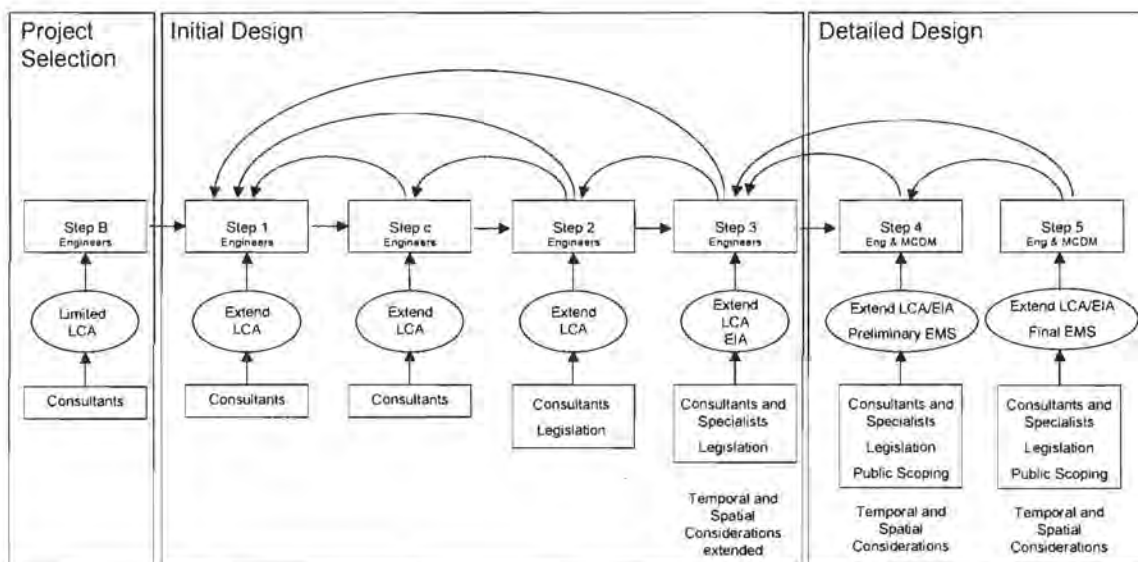 Project
Selection
Initial Design
Detailed Design
Step B
Engineers
Step 1
Engineers
Step c
Engineers
Step 2
Engineers
Step 3
Engineers
Step 4
Eng & MCDM
Step 5
Eng & MCDM
Limited
LCA
Extend
LCA
Extend
LCA
Extend
LCA
Extend
LCA
EIA
Extend LCA/EIA
Preliminary EMS
Extend LCA/EIA
Final EMS
Consultants
Consultants
Consultants
Consultants
Legislation
Consultants and
Specialists
Legislation
Consultants and
Specialists
Legislation
Public Scoping
Consultants and
Specialists
Legislation
Public Scoping
Temporal and
Spatial
Considerations
extended
Temporal and
Spatial
Considerations
Temporal and
Spatial
Considerations